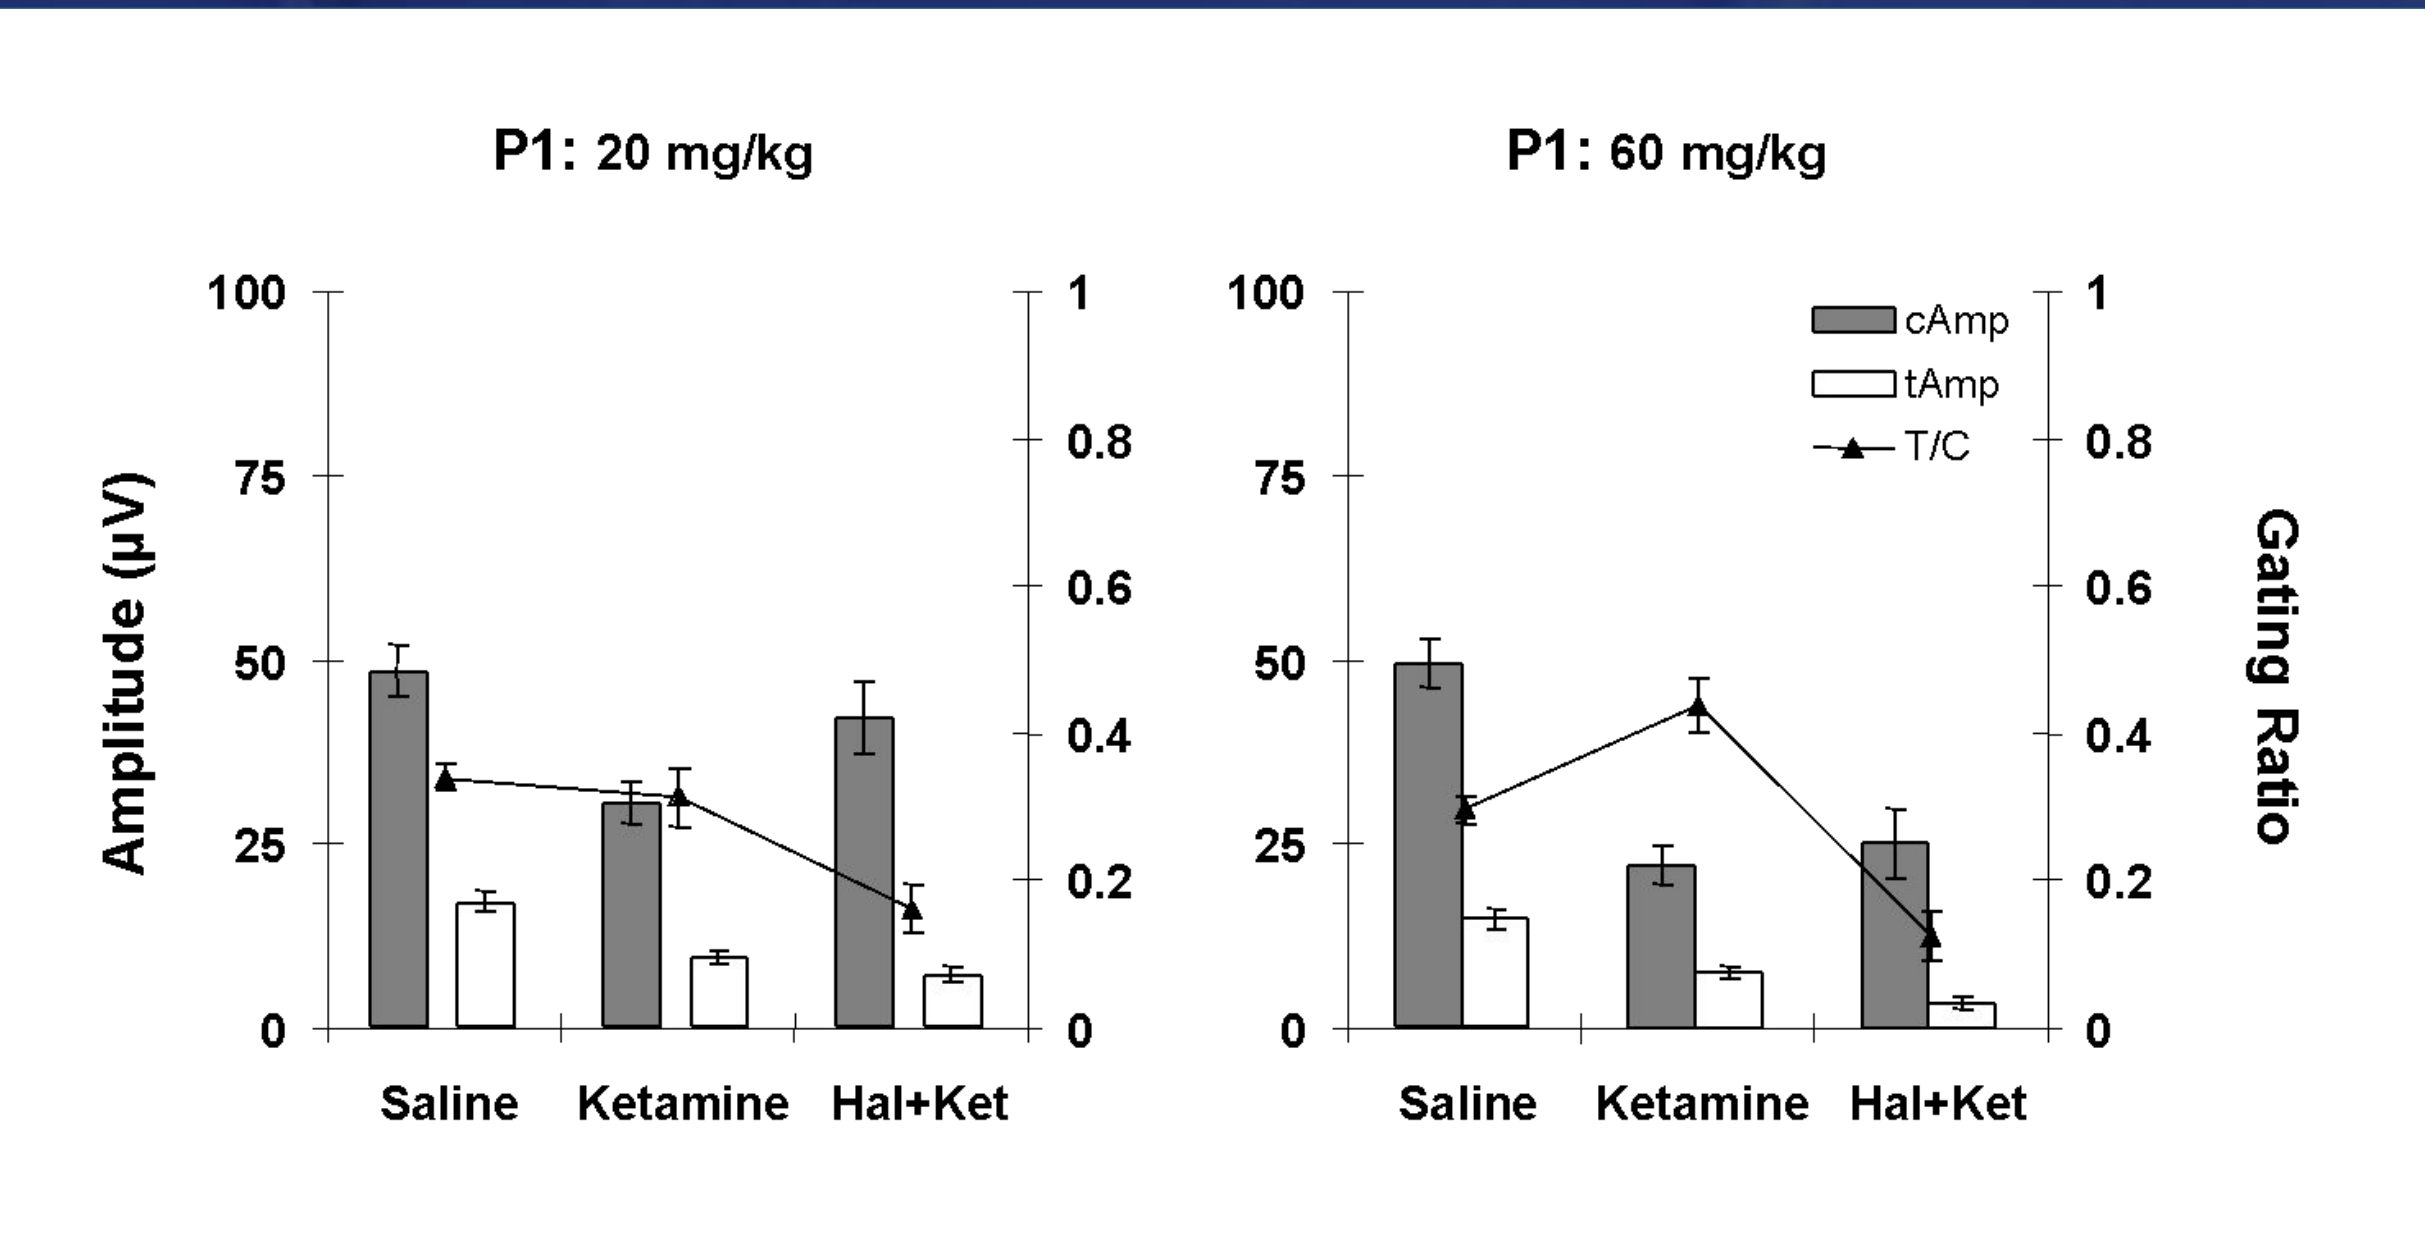 P1: 20 mg/kg
100
75
50
25
0
Amplitude (µV)
1
0.8
0.6
0.4
0.2
0
Saline Ketamine Hal+Ket
P1: 60 mg/kg
100
75
50
25
0
cAmp
tAmp
T/C
1
0.8
0.6
0.4
0.2
0
Gating Ratio
Saline Ketamine Hal+Ket